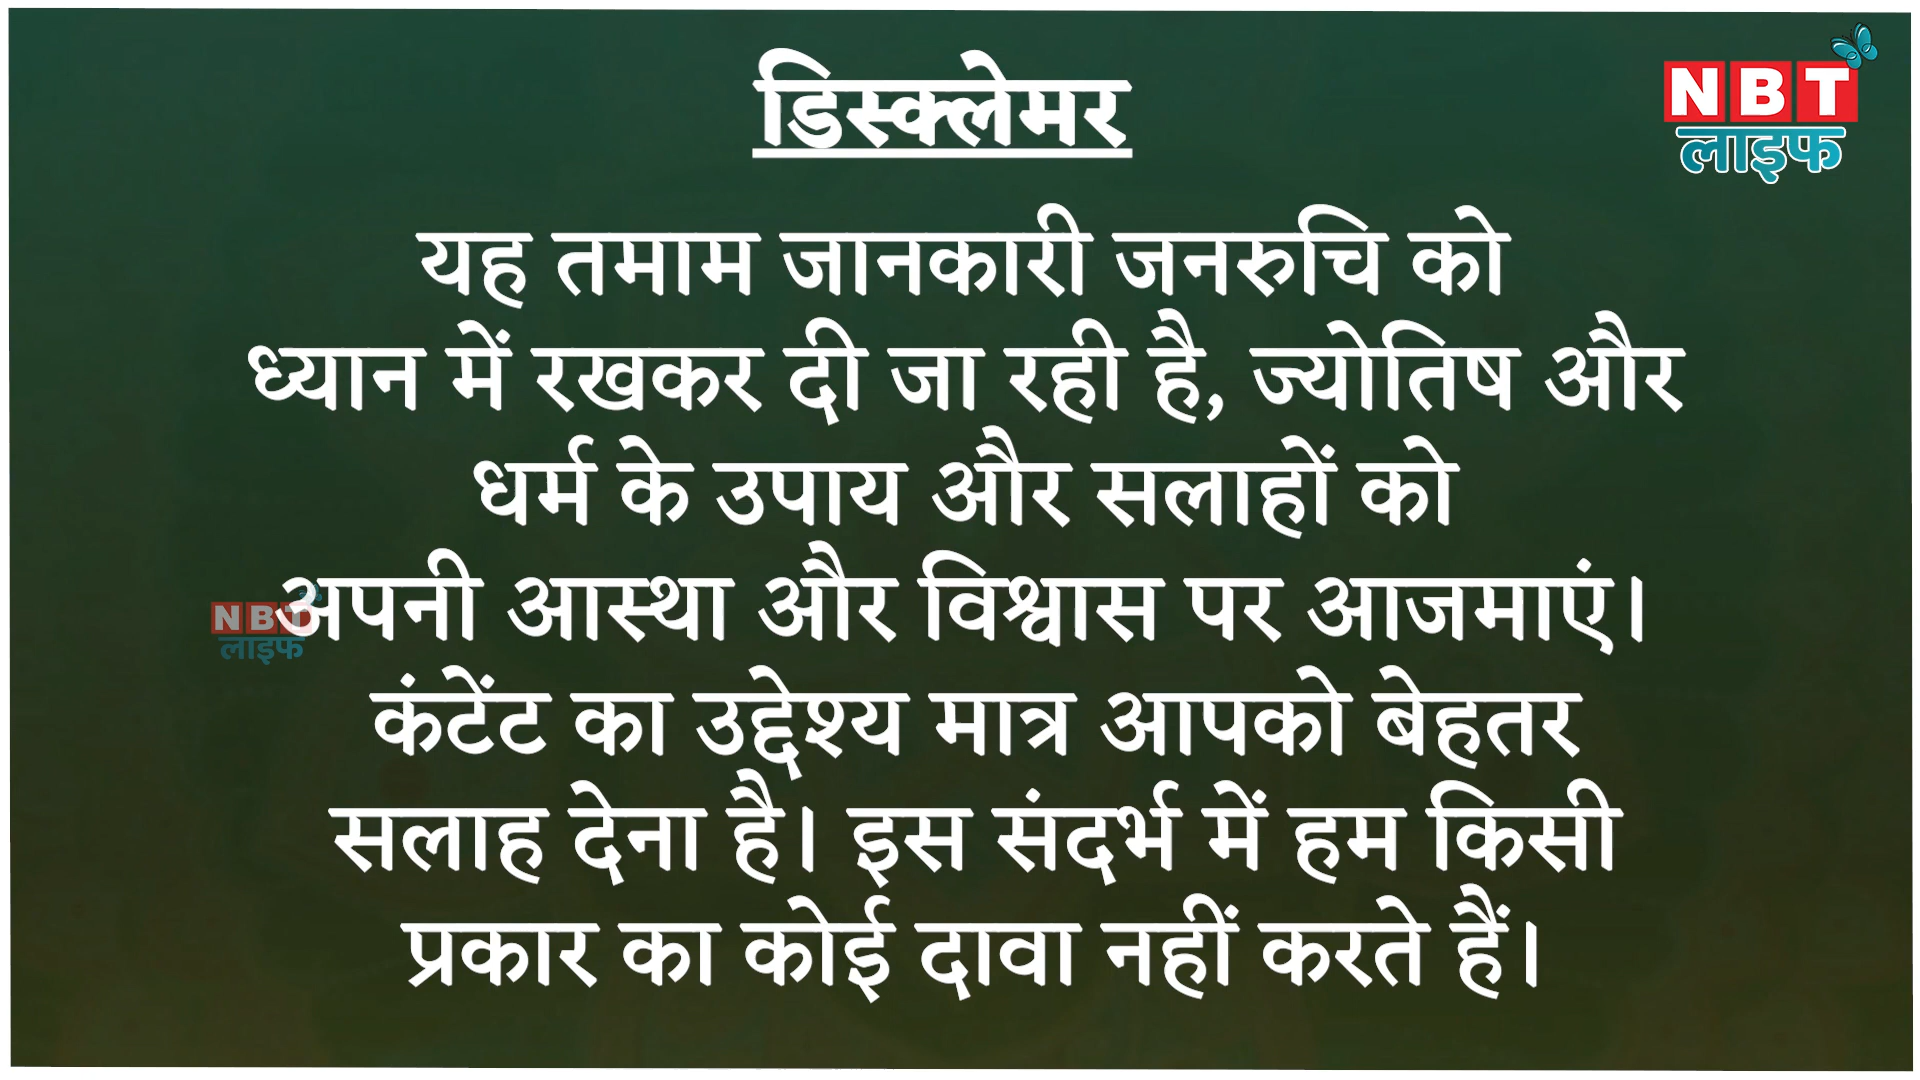 डिस्क्लेमर
NBT
लाइफ
यह तमाम जानकारी जनरुचि को
ध्यान में रखकर दी जा रही है, ज्योतिष और
धर्म के उपाय और सलाहों को
अपनी आस्था और विश्वास पर आजमाएं।
NBT
लाइफ
कंटेंट का उद्देश्य मात्र आपको बेहतर
सलाह देना है। इस संदर्भ में हम किसी
प्रकार का कोई दावा नहीं करते हैं।